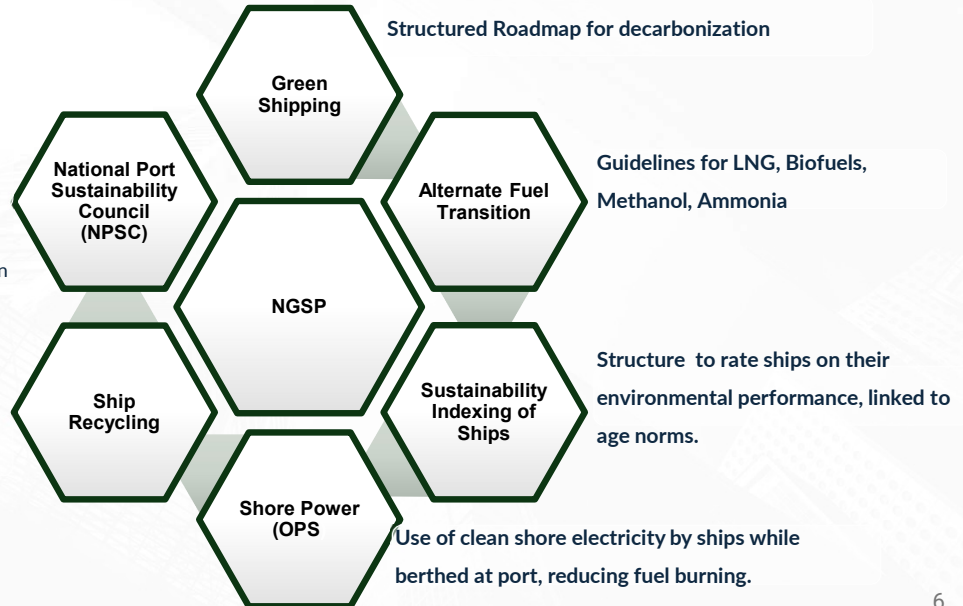 Structured Roadmap for decarbonization
Green
Shipping
National Port
Sustainability
Council
(NPSC)
Alternate Fuel
Transition
Guidelines for LNG, Biofuels,
Methanol, Ammonia
n
NGSP
Ship
Recycling
Sustainability
Indexing of
Ships
Structure to rate ships on their
environmental performance, linked to
age norms.
Shore Power
(OPS
Use of clean shore electricity by ships while
berthed at port, reducing fuel burning.
6